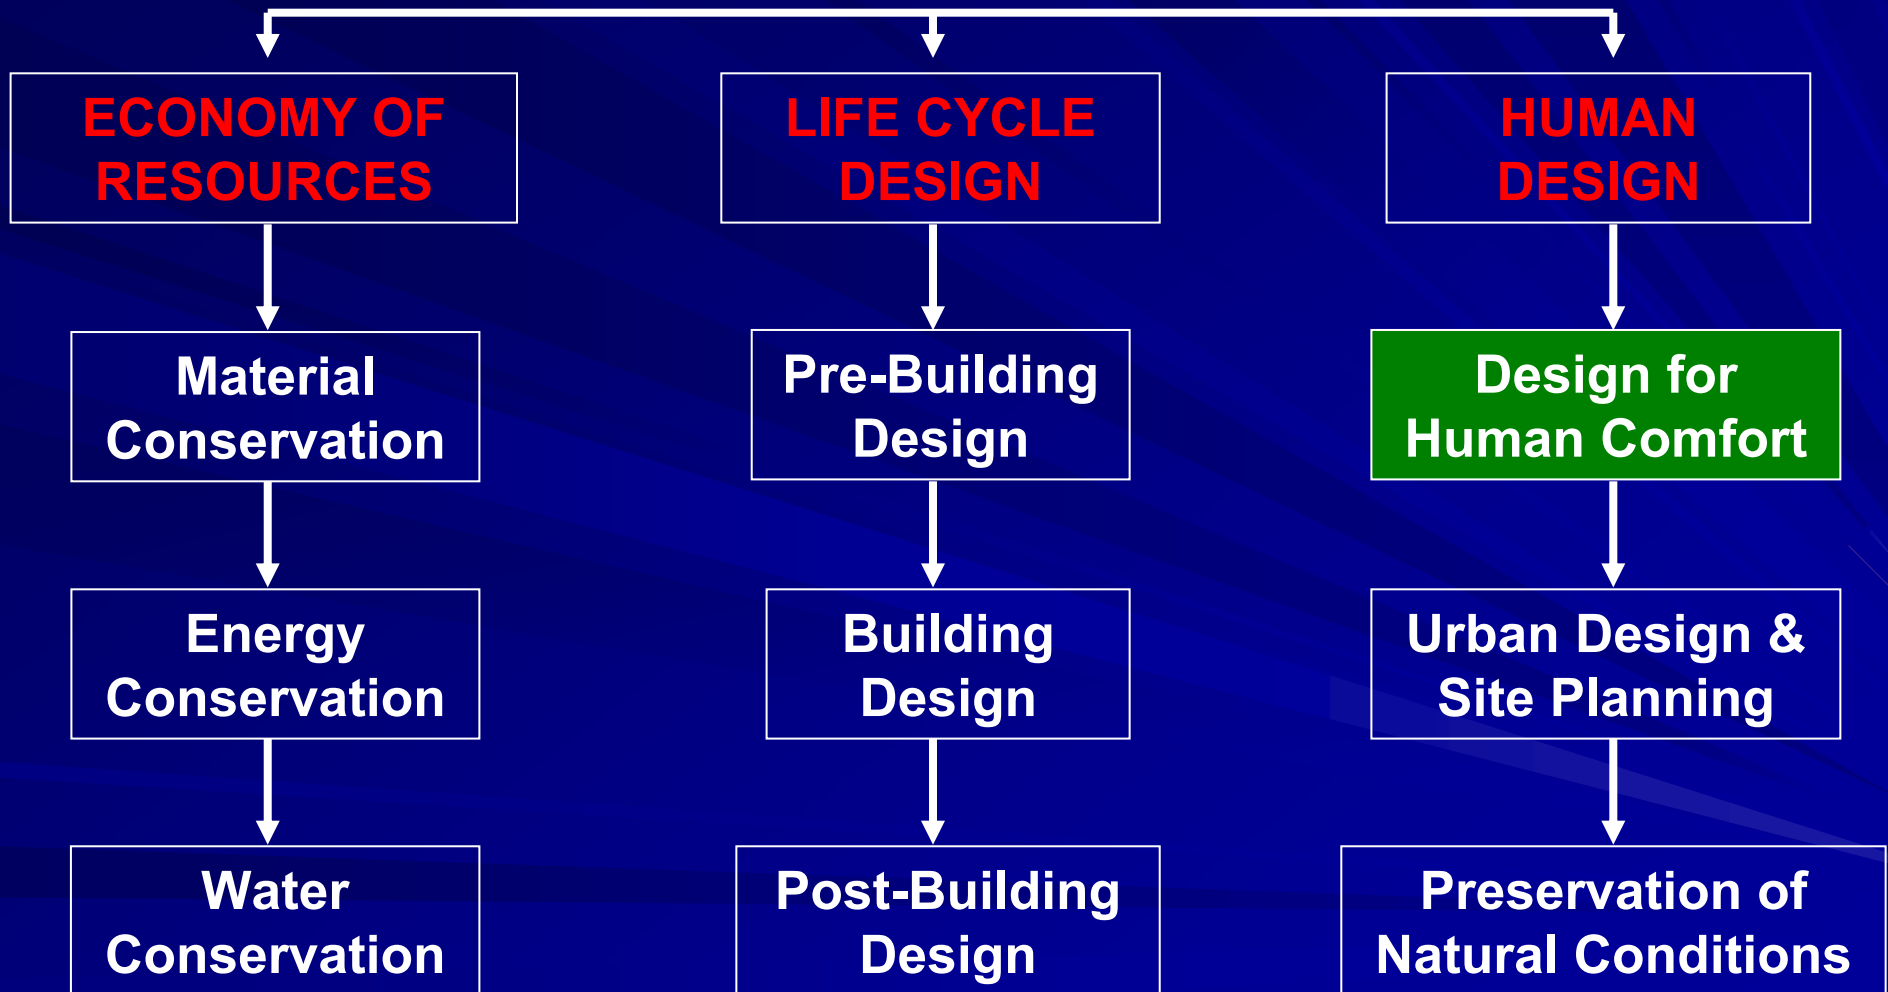 ECONOMY OF
RESOURCES
LIFE CYCLE
DESIGN
HUMAN
DESIGN
Material
Conservation
Pre-Building
Design
Design for
Human Comfort
Energy
Conservation
Building
Design
Urban Design &
Site Planning
Water
Conservation
Post-Building
Design
Preservation of
Natural Conditions